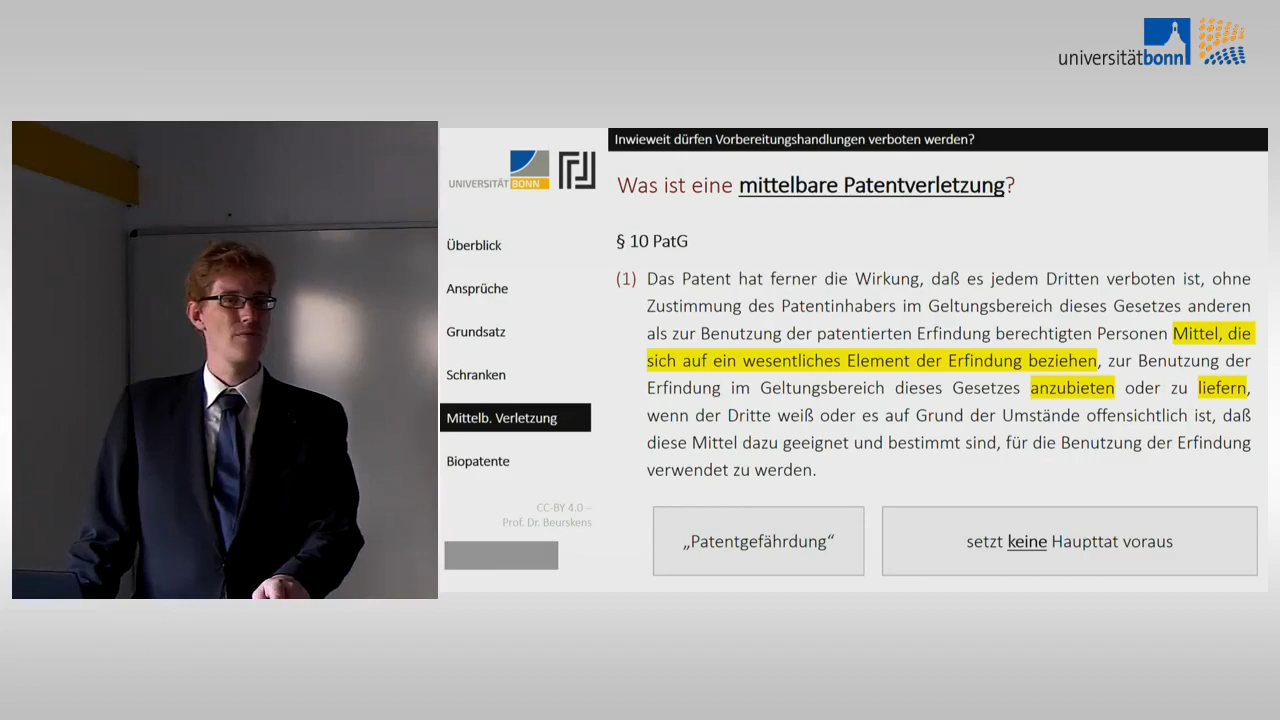 universitätbonn
Inwieweit dürfen Vorbereitungshandlungen verboten werden?
UNIVERSITÄT BONN
Was ist eine mittelbare Patentverletzung?
Überblick
Ansprüche
Grundsatz
Schranken
Mittelb. Verletzung
Biopatente
CC-BY 4.0 –
Prof. Dr. Beurskens
§ 10 PatG
(1) Das Patent hat ferner die Wirkung, daß es jedem Dritten verboten ist, ohne
Zustimmung des Patentinhabers im Geltungsbereich dieses Gesetzes anderen
als zur Benutzung der patentierten Erfindung berechtigten Personen Mittel, die
sich auf ein wesentliches Element der Erfindung beziehen, zur Benutzung der
Erfindung im Geltungsbereich dieses Gesetzes anzubieten oder zu liefern,
wenn der Dritte weiß oder es auf Grund der Umstände offensichtlich ist, daß
diese Mittel dazu geeignet und bestimmt sind, für die Benutzung der Erfindung
verwendet zu werden.
„Patentgefährdung“
setzt keine Haupttat voraus